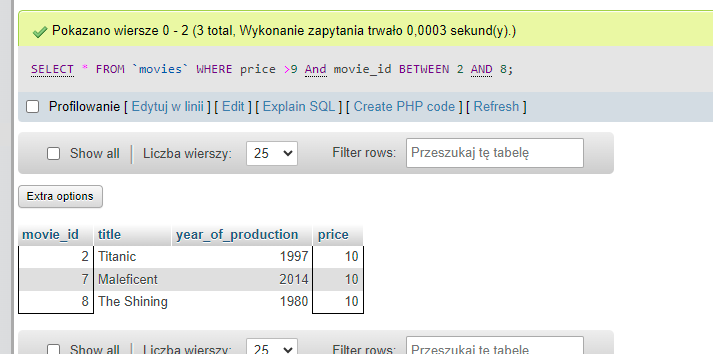 Pokazano wiersze 0 - 2 (3 total, Wykonanie zapytania trwało 0,0003 sekund(y).)
SELECT * FROM `movies` WHERE price >9 And movie_id BETWEEN 2 AND 8;
Profilowanie [ Edytuj w linii ] [ Edit ] [ Explain SQL ] [ Create PHP code ] [ Refresh ]
Show all Liczba wierszy: 25 Filter rows: Przeszukaj tę tabelę
Extra options
movie_id title year_of_production price
2 Titanic 1997 10
7 Maleficent 2014 10
8 The Shining 1980 10
Show all Liczba wierszy: 25 Filter rows: Przeszukaj tę tabelę